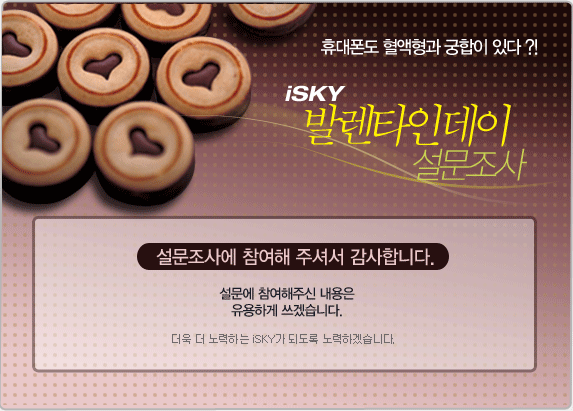 휴대폰도 혈액형과 궁합이 있다 ?!
iSKY
발렌타인데이
설문조사
설문조사에 참여해 주셔서 감사합니다.
설문에 참여해주신 내용은
유용하게 쓰겠습니다.
더욱 더 노력하는 iSKY가 되도록 노력하겠습니다.